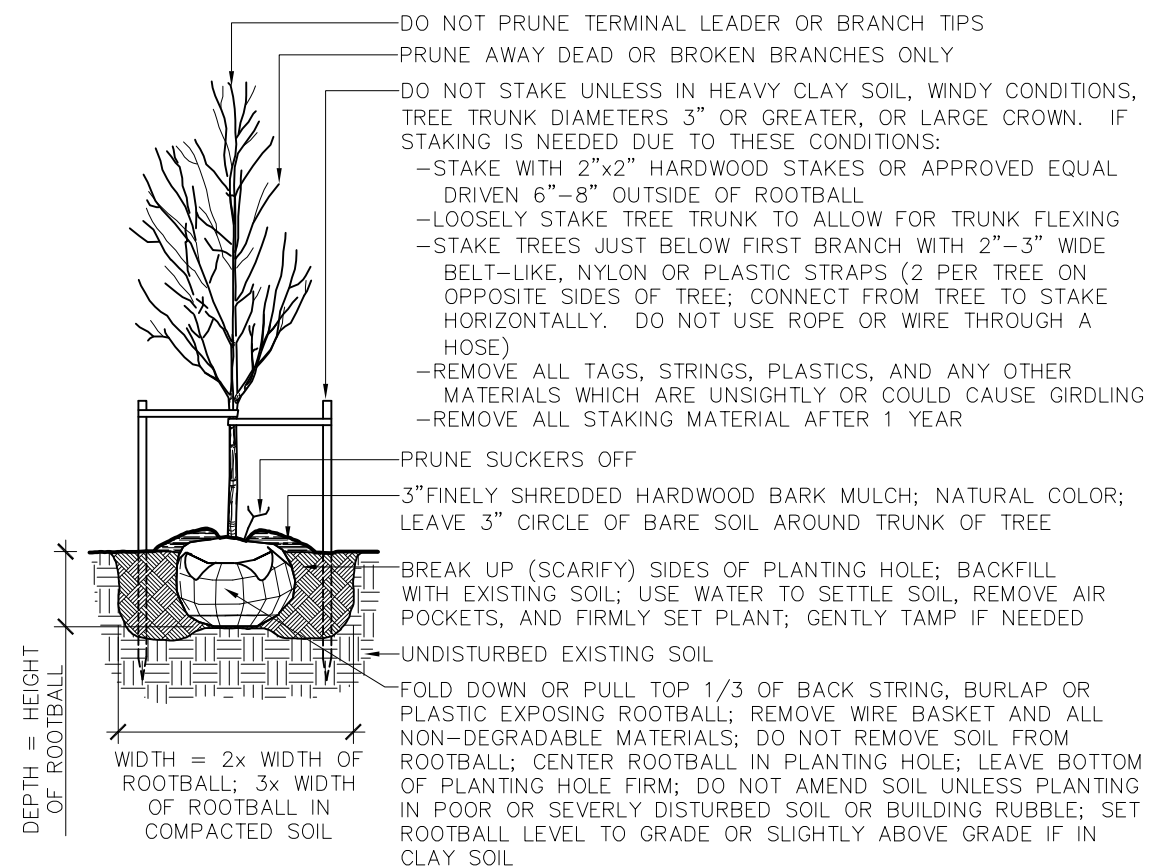 DO NOT PRUNE TERMINAL LEADER OR BRANCH TIPS
PRUNE AWAY DEAD OR BROKEN BRANCHES ONLY
DO NOT STAKE UNLESS IN HEAVY CLAY SOIL, WINDY CONDITIONS,
TREE TRUNK DIAMETERS 3" OR GREATER, OR LARGE CROWN. IF
STAKING IS NEEDED DUE TO THESE CONDITIONS:
-STAKE WITH 2"x2" HARDWOOD STAKES OR APPROVED EQUAL
DRIVEN 6"-8" OUTSIDE OF ROOTBALL
-LOOSELY STAKE TREE TRUNK TO ALLOW FOR TRUNK FLEXING
-STAKE TREES JUST BELOW FIRST BRANCH WITH 2"-3" WIDE
BELT-LIKE, NYLON OR PLASTIC STRAPS (2 PER TREE ON
OPPOSITE SIDES OF TREE; CONNECT FROM TREE TO STAKE
HORIZONTALLY. DO NOT USE ROPE OR WIRE THROUGH A
HOSE)
-REMOVE ALL TAGS, STRINGS, PLASTICS, AND ANY OTHER
MATERIALS WHICH ARE UNSIGHTLY OR COULD CAUSE GIRDLING
-REMOVE ALL STAKING MATERIAL AFTER 1 YEAR
PRUNE SUCKERS OFF
3"FINELY SHREDDED HARDWOOD BARK MULCH; NATURAL COLOR;
LEAVE 3" CIRCLE OF BARE SOIL AROUND TRUNK OF TREE
BREAK UP (SCARIFY) SIDES OF PLANTING HOLE; BACKFILL
WITH EXISTING SOIL; USE WATER TO SETTLE SOIL, REMOVE AIR
POCKETS, AND FIRMLY SET PLANT; GENTLY TAMP IF NEEDED
UNDISTURBED EXISTING SOIL
FOLD DOWN OR PULL TOP 1/3 OF BACK STRING, BURLAP OR
PLASTIC EXPOSING ROOTBALL; REMOVE WIRE BASKET AND ALL
NON-DEGRADABLE MATERIALS; DO NOT REMOVE SOIL FROM
ROOTBALL; CENTER ROOTBALL IN PLANTING HOLE; LEAVE BOTTOM
OF PLANTING HOLE FIRM; DO NOT AMEND SOIL UNLESS PLANTING
IN POOR OR SEVERLY DISTURBED SOIL OR BUILDING RUBBLE; SET
ROOTBALL LEVEL TO GRADE OR SLIGHTLY ABOVE GRADE IF IN
CLAY SOIL
DEPTH = HEIGHT
OF ROOTBALL
WIDTH = 2x WIDTH OF
ROOTBALL; 3x WIDTH
OF ROOTBALL IN
COMPACTED SOIL